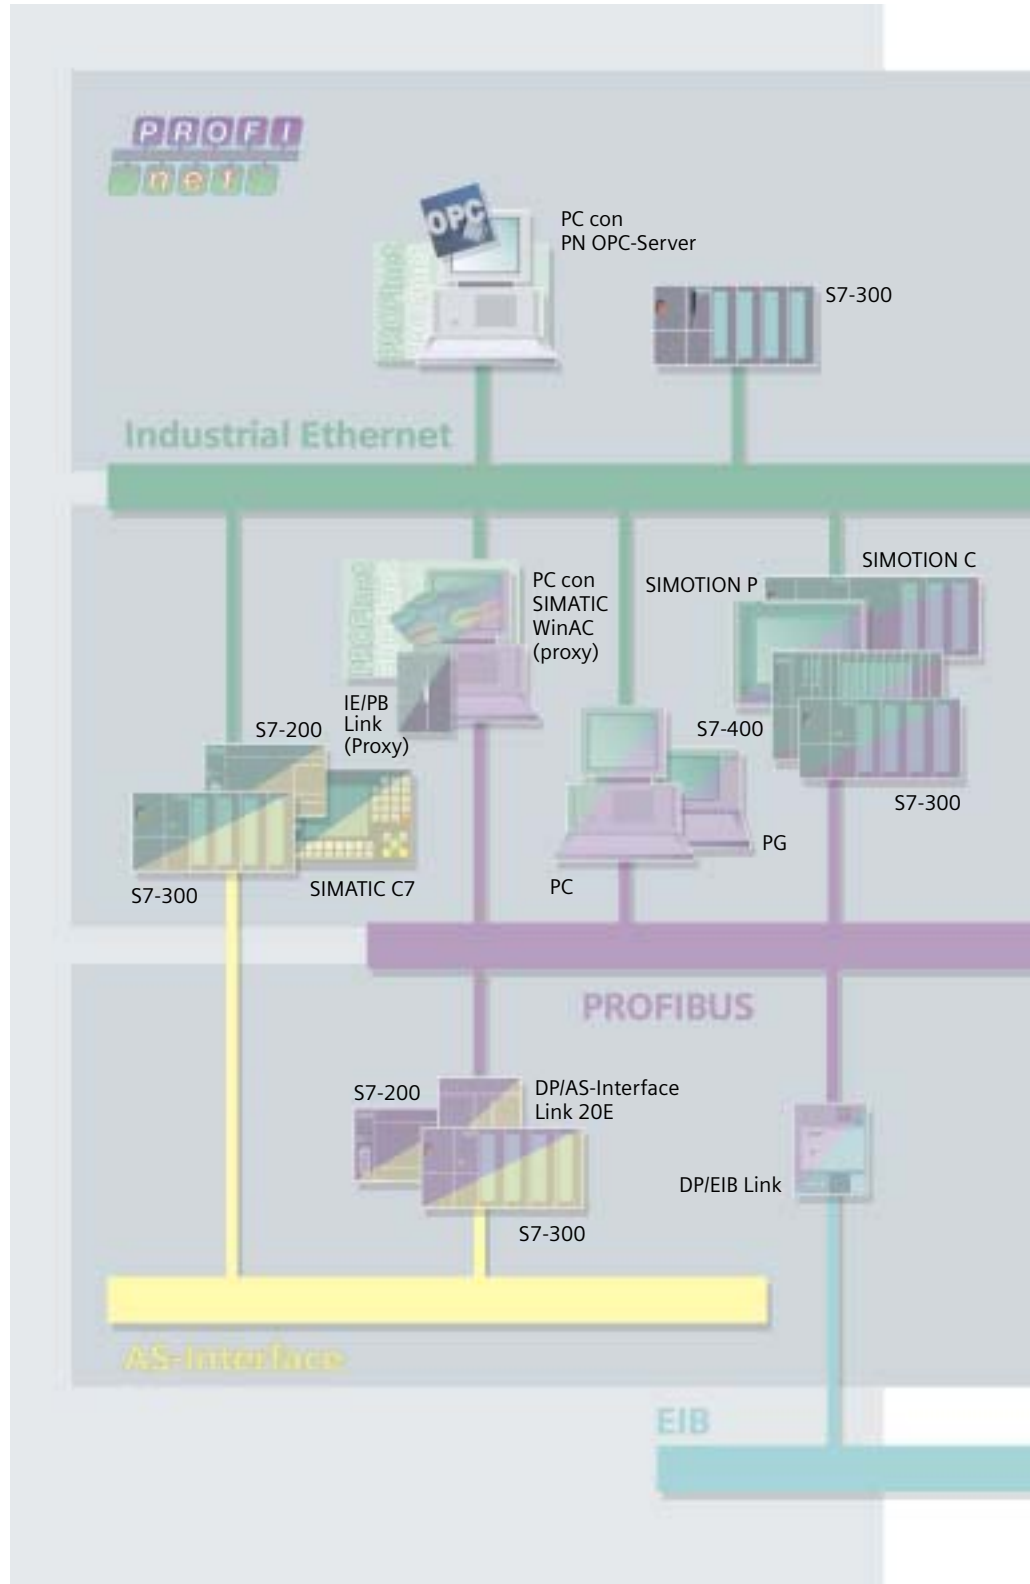 PROFI
net
OPC
PC con
PN OPC-Server
S7-300
Industrial Ethernet
SIMOTION C
SIMOTION P
PC con
SIMATIC
WinAC
(proxy)
IE/PB
Link
(Proxy)
S7-200
S7-400
S7-300
PG
PC
S7-300
SIMATIC C7
PROFIBUS
S7-200
DP/AS-Interface
Link 20E
DP/EIB Link
S7-300
AS-Interface
EIB